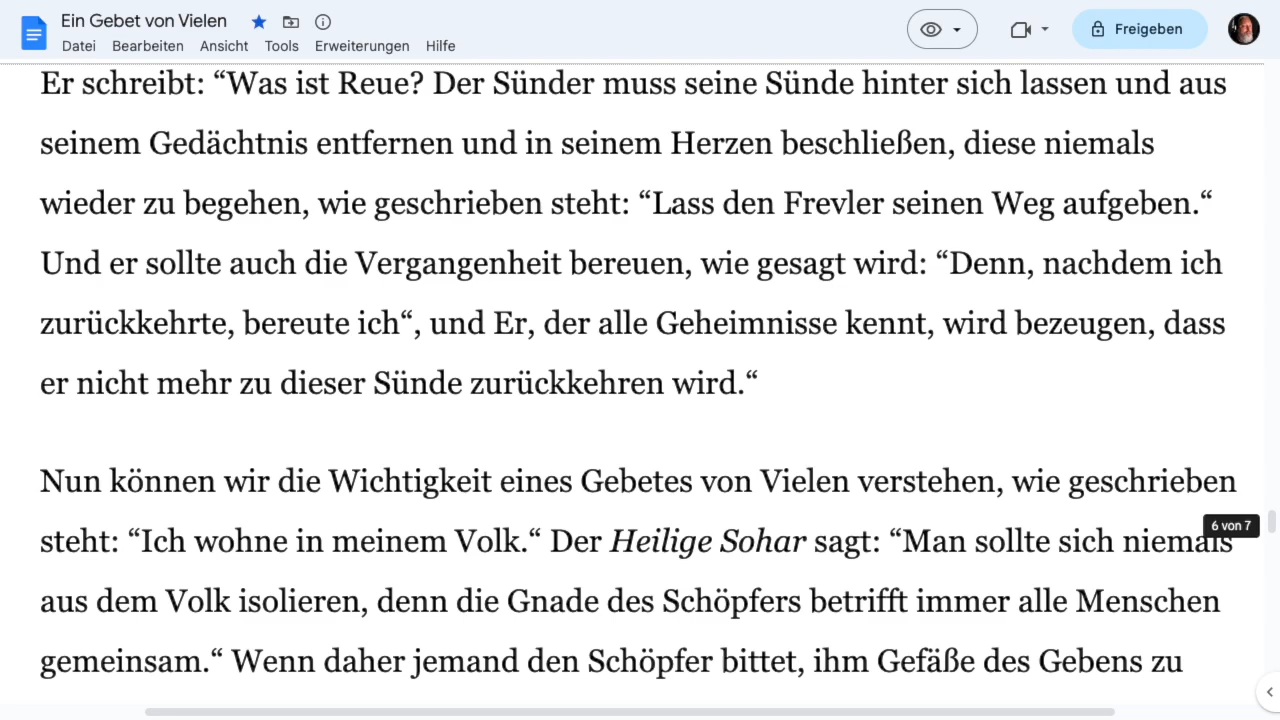 Ein Gebet von Vielen
Datei Bearbeiten Ansicht Tools Erweiterungen Hilfe
Freigeben
Er schreibt: “Was ist Reue? Der Sünder muss seine Sünde hinter sich lassen und aus
seinem Gedächtnis entfernen und in seinem Herzen beschließen, diese niemals
wieder zu begehen, wie geschrieben steht: “Lass den Frevler seinen Weg aufgeben.“
Und er sollte auch die Vergangenheit bereuen, wie gesagt wird: “Denn, nachdem ich
zurückkehrte, bereute ich“, und Er, der alle Geheimnisse kennt, wird bezeugen, dass
er nicht mehr zu dieser Sünde zurückkehren wird.“
Nun können wir die Wichtigkeit eines Gebetes von Vielen verstehen, wie geschrieben
6 von 7
steht: “Ich wohne in meinem Volk.“ Der Heilige Sohar sagt: “Man sollte sich niemals
aus dem Volk isolieren, denn die Gnade des Schöpfers betrifft immer alle Menschen
gemeinsam.“ Wenn daher jemand den Schöpfer bittet, ihm Gefäße des Gebens zu